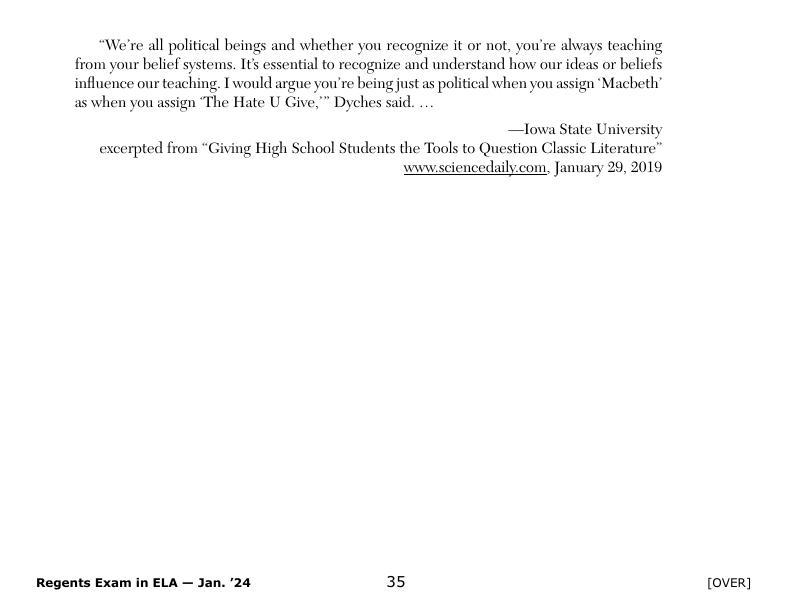 “We’re all political beings and whether you recognize it or not, you’re always teaching
from your belief systems. It’s essential to recognize and understand how our ideas or beliefs
influence our teaching. I would argue you’re being just as political when you assign ‘Macbeth’
as when you assign ‘The Hate U Give,’” Dyches said. …
—Iowa State University
excerpted from “Giving High School Students the Tools to Question Classic Literature”
www.sciencedaily.com, January 29, 2019
Regents Exam in ELA — Jan. ’24 35 [OVER]